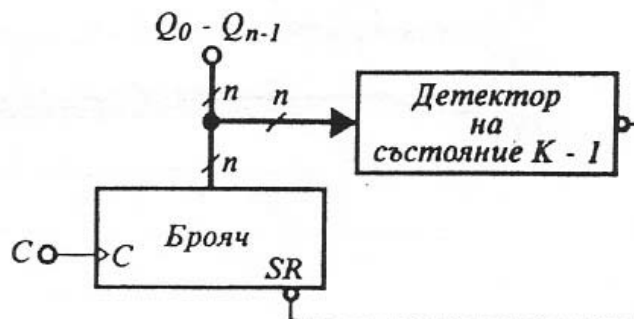 Q0 - Qn-1
n
n
Детектор
на
състояние K - 1
n
C
C
Брояч
SR